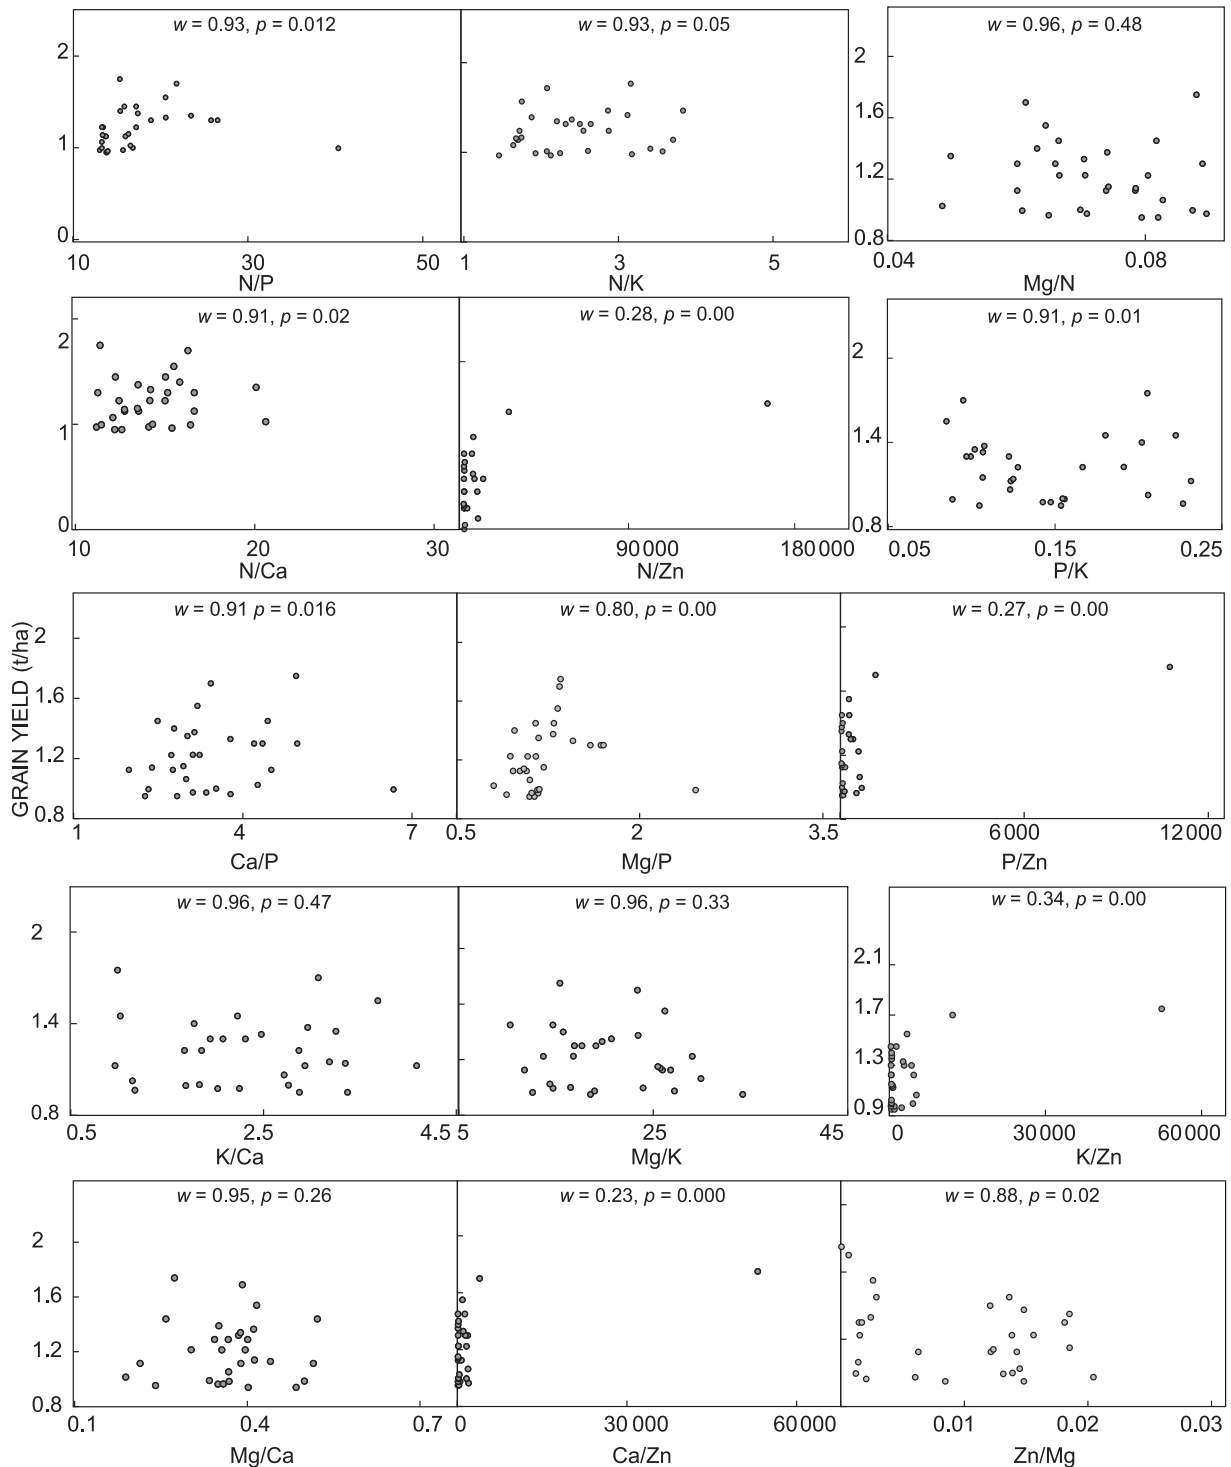 w = 0.93, p = 0.012
w = 0.93, p = 0.05
w = 0.96, p = 0.48
2
1
0
2
1.6
1.2
0.8
10 30 50
N/P
1 3 5
N/K
0.04 0.08
Mg/N
w = 0.91, p = 0.02
w = 0.28, p = 0.00
w = 0.91, p = 0.01
2
1
0
2
1.4
0.8
10 20 30
N/Ca
90 000 180 000
N/Zn
0.05 0.15 0.25
P/K
GRAIN YIELD (t/ha)
w = 0.91 p = 0.016
w = 0.80, p = 0.00
w = 0.27, p = 0.00
2
1.6
1.2
0.8
1 4 7
Ca/P
0.5 2 3.5
Mg/P
6000 12 000
P/Zn
w = 0.96, p = 0.47
w = 0.96, p = 0.33
w = 0.34, p = 0.00
2
1.4
0.8
2.1
1.7
1.3
0.9
0.5 2.5 4.5
K/Ca
5 25 45
Mg/K
0 30 000 60 000
K/Zn
w = 0.95, p = 0.26
w = 0.23, p = 0.000
w = 0.88, p = 0.02
2
1.6
1.2
0.8
0.1 0.4 0.7
Mg/Ca
0 30 000 60 000
Ca/Zn
0.01 0.02 0.03
Zn/Mg